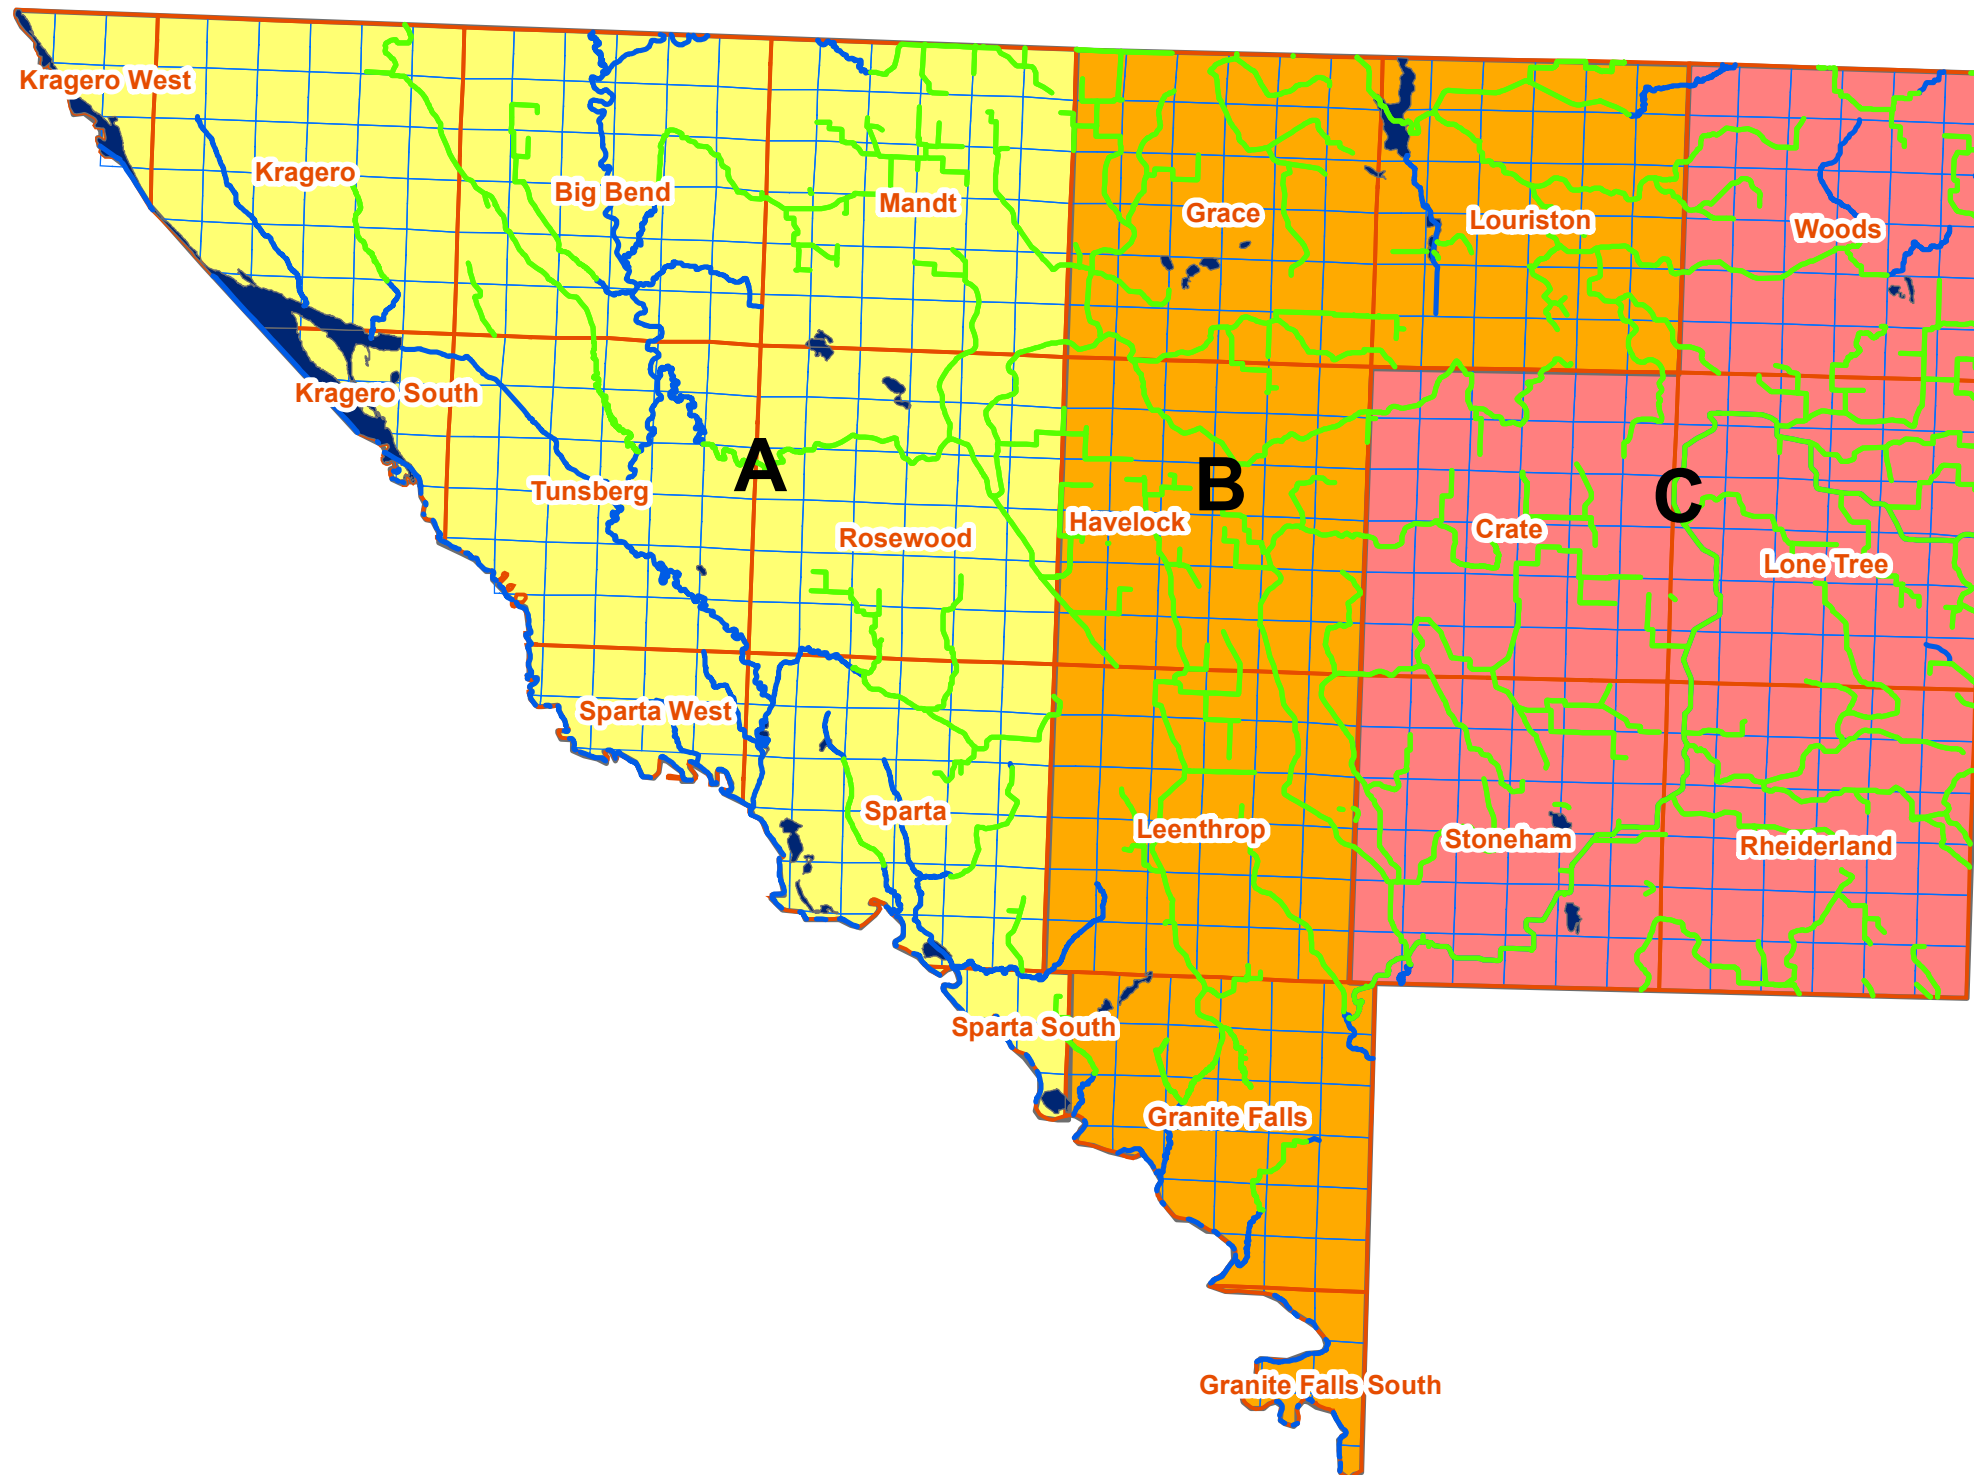 Kragero West
Kragero
Big Bend
Mandt
Grace
Louriston
Woods
Kragero South
A
B
C
Tunsberg
Rosewood
Havelock
Crate
Lone Tree
Sparta West
Sparta
Leenthrop
Stoneham
Rheiderland
Sparta South
Granite Falls
Granite Falls South